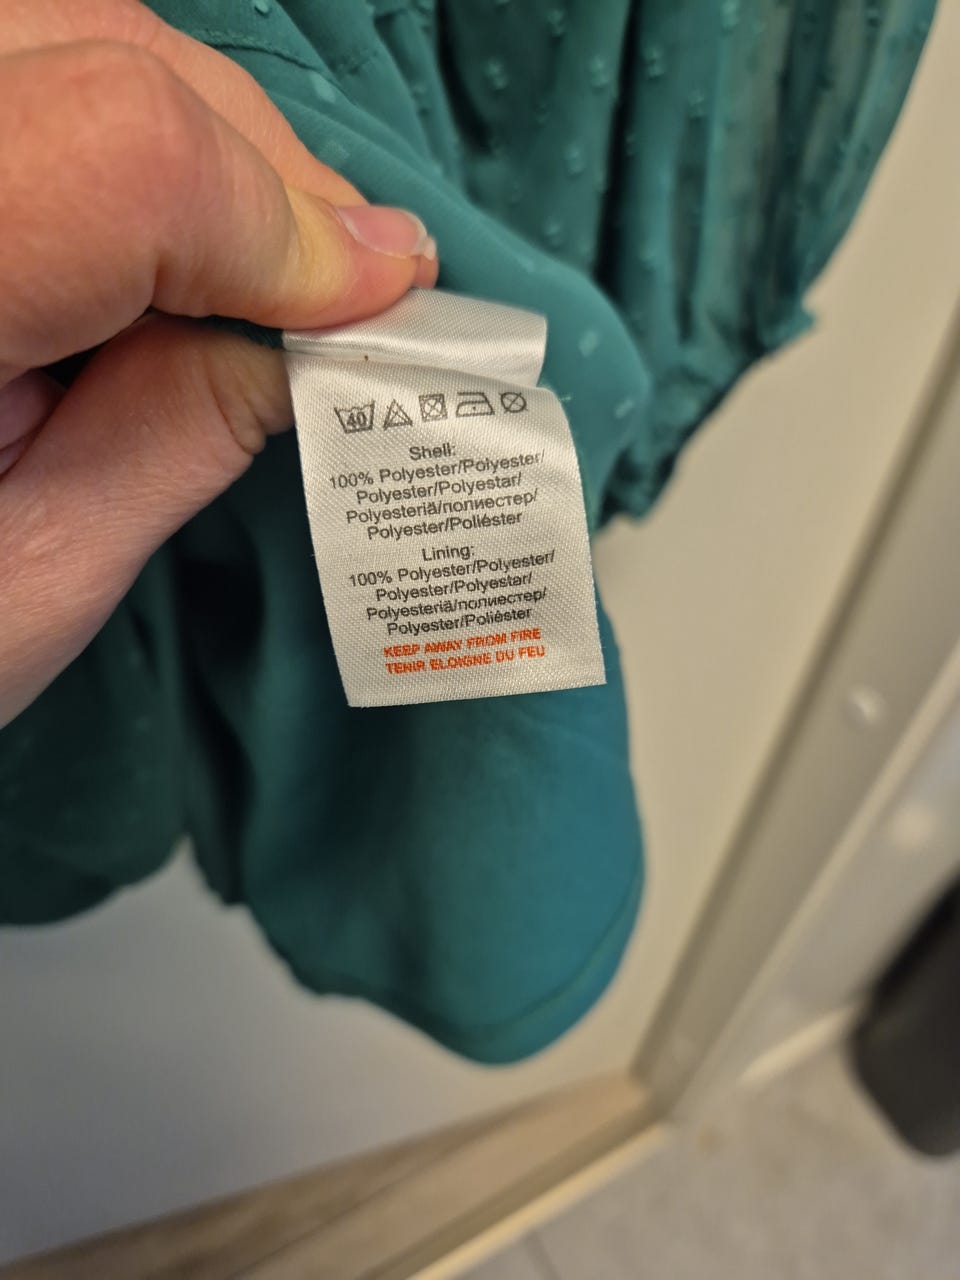 40
Shell:
100% Polyester/Polyester/
Polyester/Polyestar/
Polyesteriä/полиестер/
Polyester/Poliéster
Lining:
100% Polyester/Polyester/
Polyester/Polyestar/
Polyesteriä/полиестер/
Polyester/Poliéster
KEEP AWAY FROM FIRE
TENIR ELOIGNE DU FEU